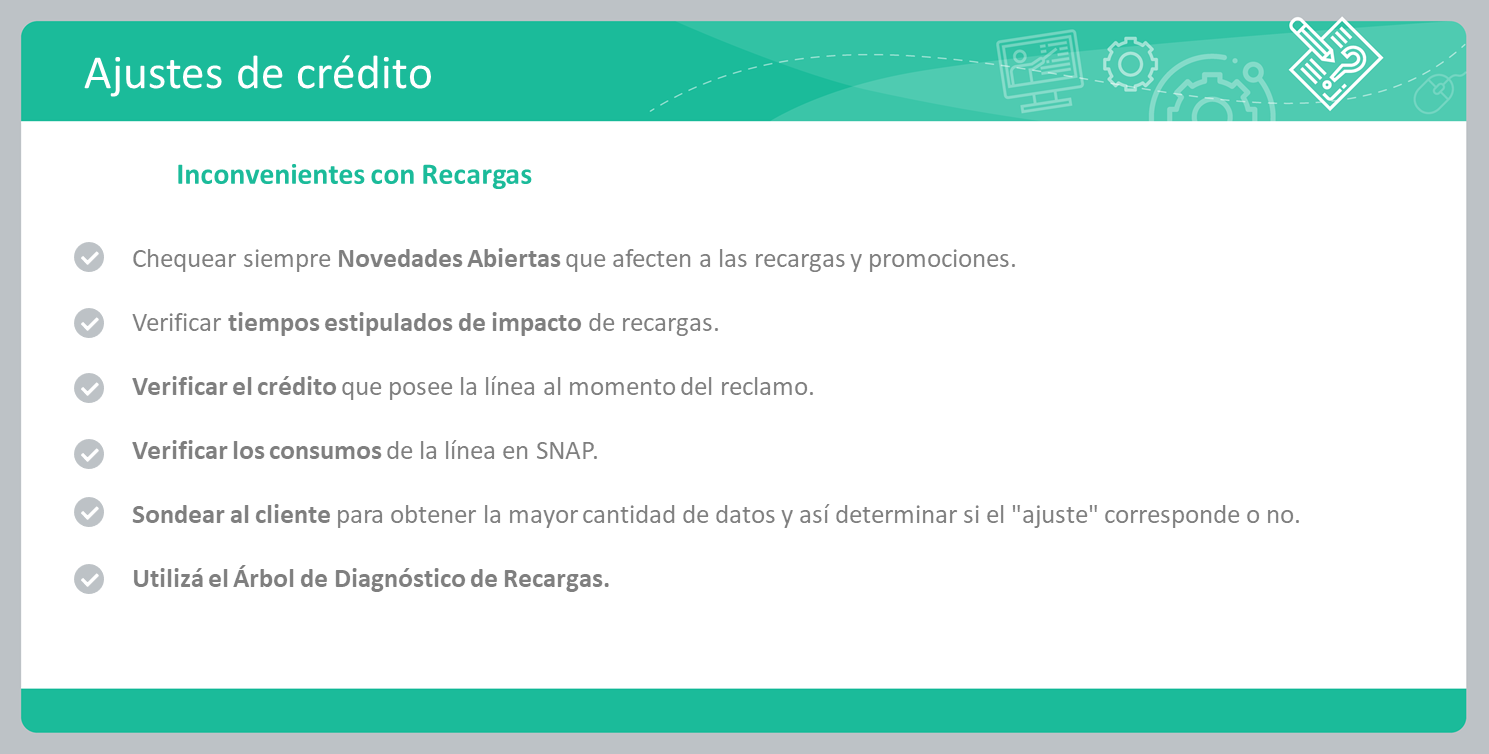 Ajustes de crédito
Inconvenientes con Recargas
Chequear siempre Novedades Abiertas que afecten a las recargas y promociones.
Verificar tiempos estipulados de impacto de recargas.
Verificar el crédito que posee la línea al momento del reclamo.
Verificar los consumos de la línea en SNAP.
Sondear al cliente para obtener la mayor cantidad de datos y así determinar si el "ajuste" corresponde o no.
Utilizá el Árbol de Diagnóstico de Recargas.